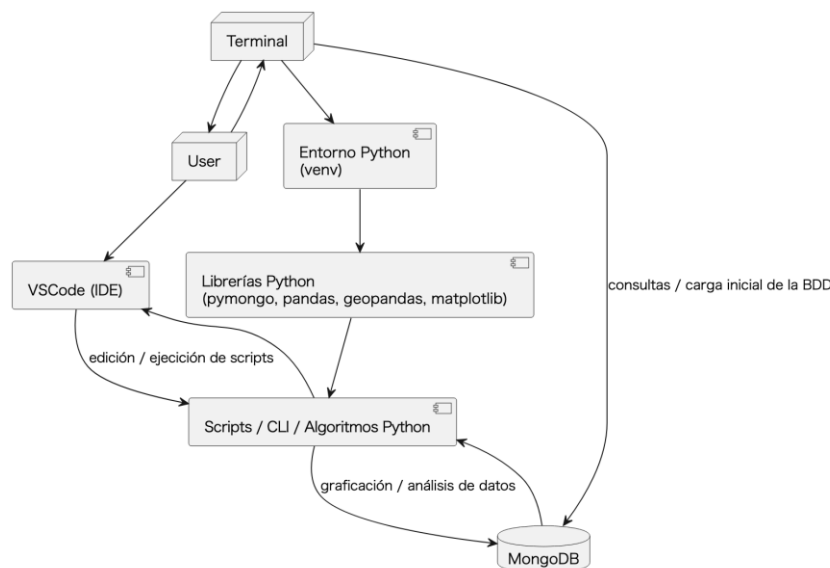 Terminal
User
Entorno Python
(venv)
VSCode (IDE)
Librerías Python
(pymongo, pandas, geopandas, matplotlib)
consultas / carga inicial de la BDD
edición / ejecición de scripts
Scripts / CLI / Algoritmos Python
graficación / análisis de datos
MongoDB